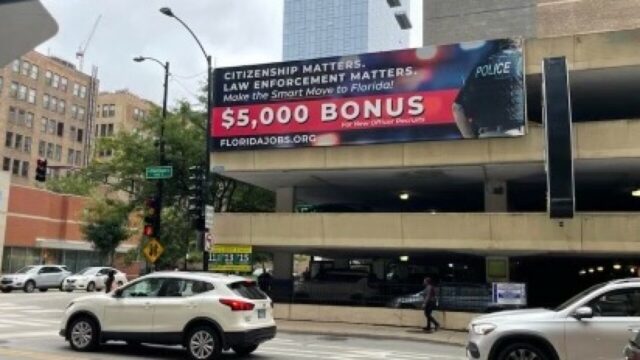 CITIZENSHIP MATTERS.
LAW ENFORCEMENT MATTERS.
Make the Smart Move to Florida!
$5,000 BONUS
For New Officer Recruits
FLORIDAJOBS.ORG
POLICE